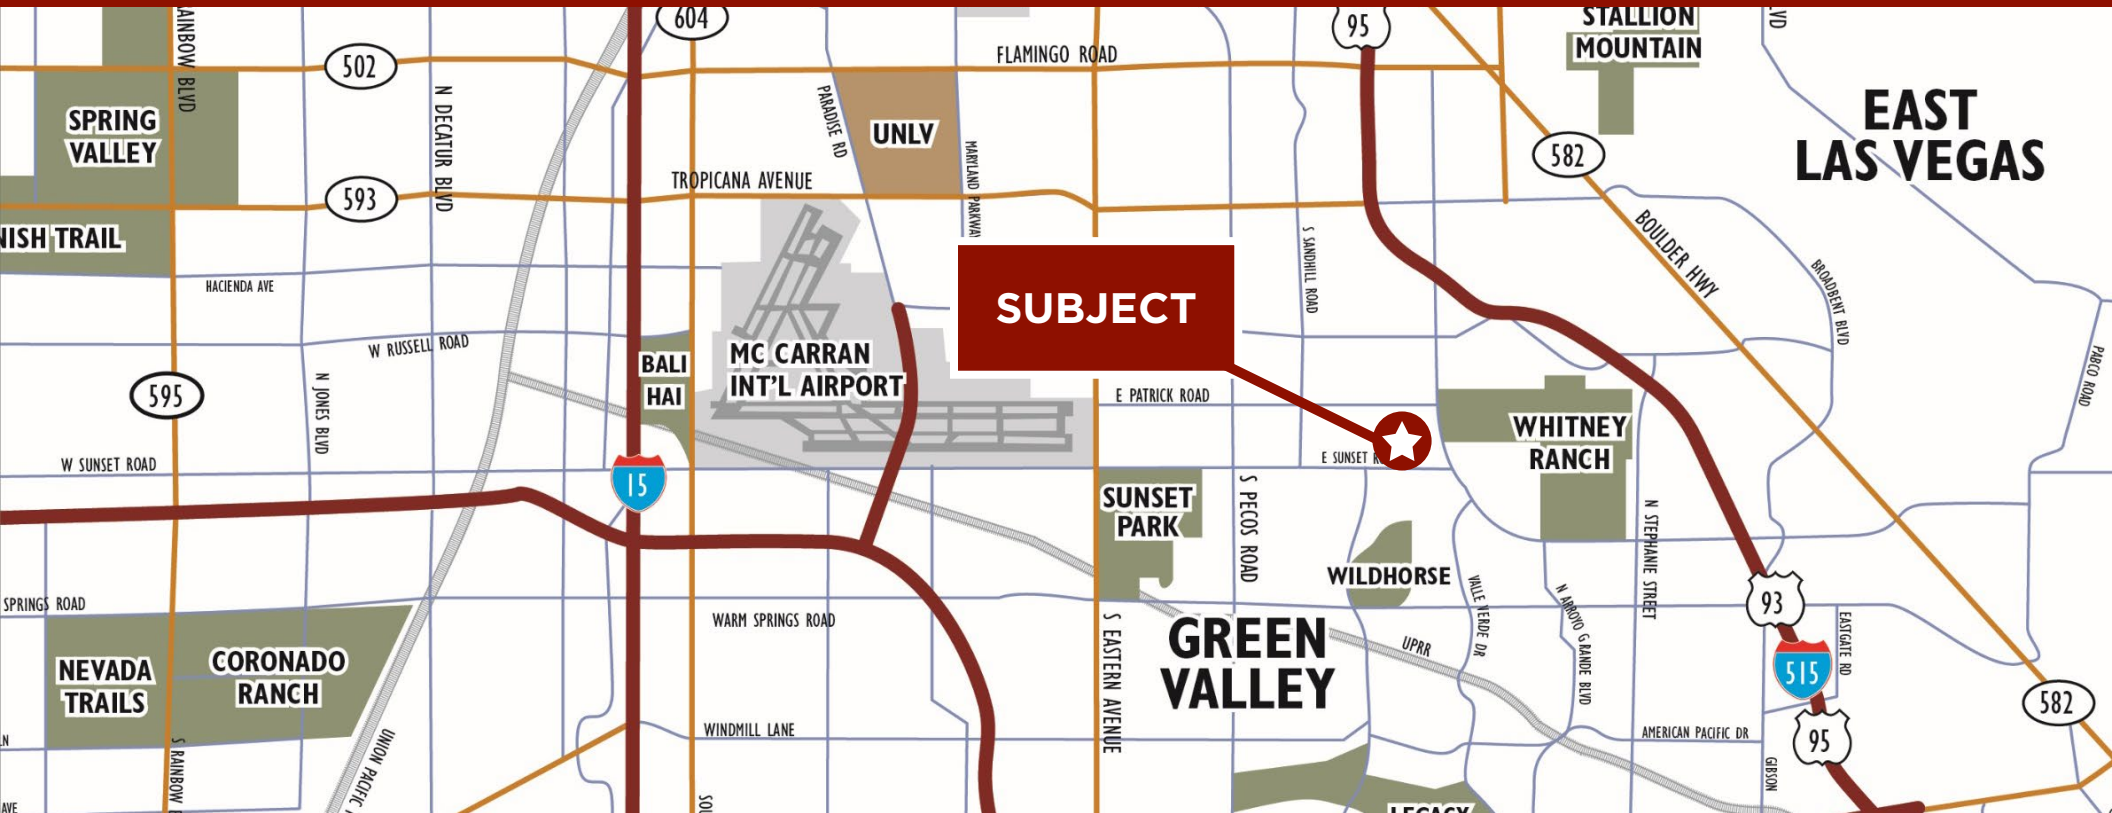 604
95
STALLION
MOUNTAIN
RAINBOW BLVD
502
FLAMINGO ROAD
N DECATUR BLVD
PARADISE RD
UNLV
MARYLAND PARKWAY
582
EAST
LAS VEGAS
SPRING
VALLEY
593
TROPICANA AVENUE
NISH TRAIL
HACIENDA AVE
S SANDHILL ROAD
BOULDER HWY
BROADBENT BLVD
SUBJECT
W RUSSELL ROAD
BALI
HAI
MC CARRAN
INT'L AIRPORT
PABCO ROAD
595
N JONES BLVD
E PATRICK ROAD
WHITNEY
RANCH
W SUNSET ROAD
E SUNSET R
15
SUNSET
PARK
S PECOS ROAD
N STEPHANIE STREET
WILDHORSE
VALLE VERDE DR
N ARROYO GRANDE BLVD
93
SPRINGS ROAD
WARM SPRINGS ROAD
S EASTERN AVENUE
GREEN
VALLEY
UPRR
EASTGATE RD
515
NEVADA
TRAILS
CORONADO
RANCH
582
S RAINBOW
UNION PACIFIC
WINDMILL LANE
AMERICAN PACIFIC DR
95
GIBSON
AVE
LEGACY